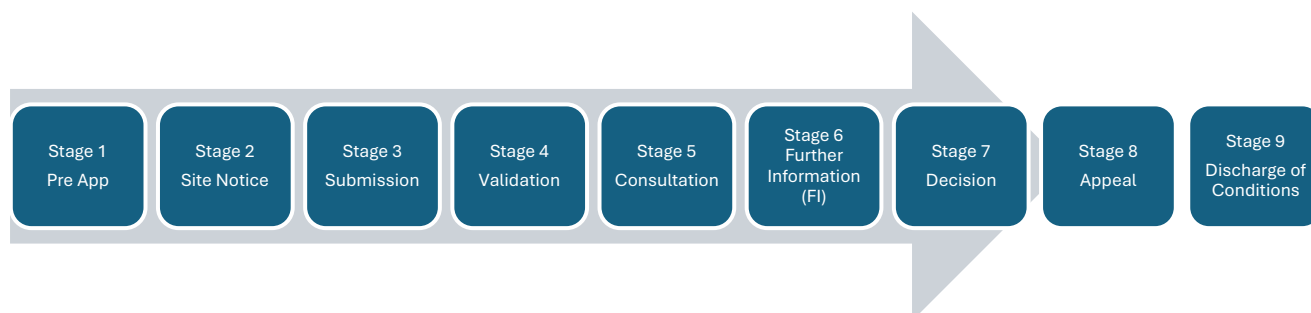 Stage 1
Pre App
Stage 2
Site Notice
Stage 3
Submission
Stage 4
Validation
Stage 5
Consultation
Stage 6
Further
Information
(FI)
Stage 7
Decision
Stage 8
Appeal
Stage 9
Discharge of
Conditions